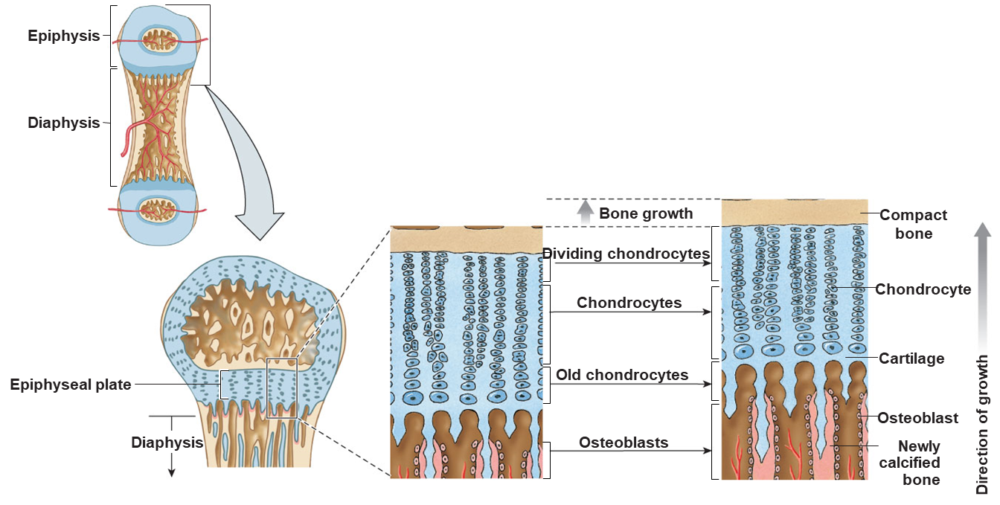 Epiphysis
Diaphysis
Epiphyseal plate
Diaphysis
Bone growth
Dividing chondrocytes
Chondrocytes
Old chondrocytes
Osteoblasts
Compact
bone
Chondrocyte
Cartilage
Osteoblast
Newly
calcified
bone
Direction of growth